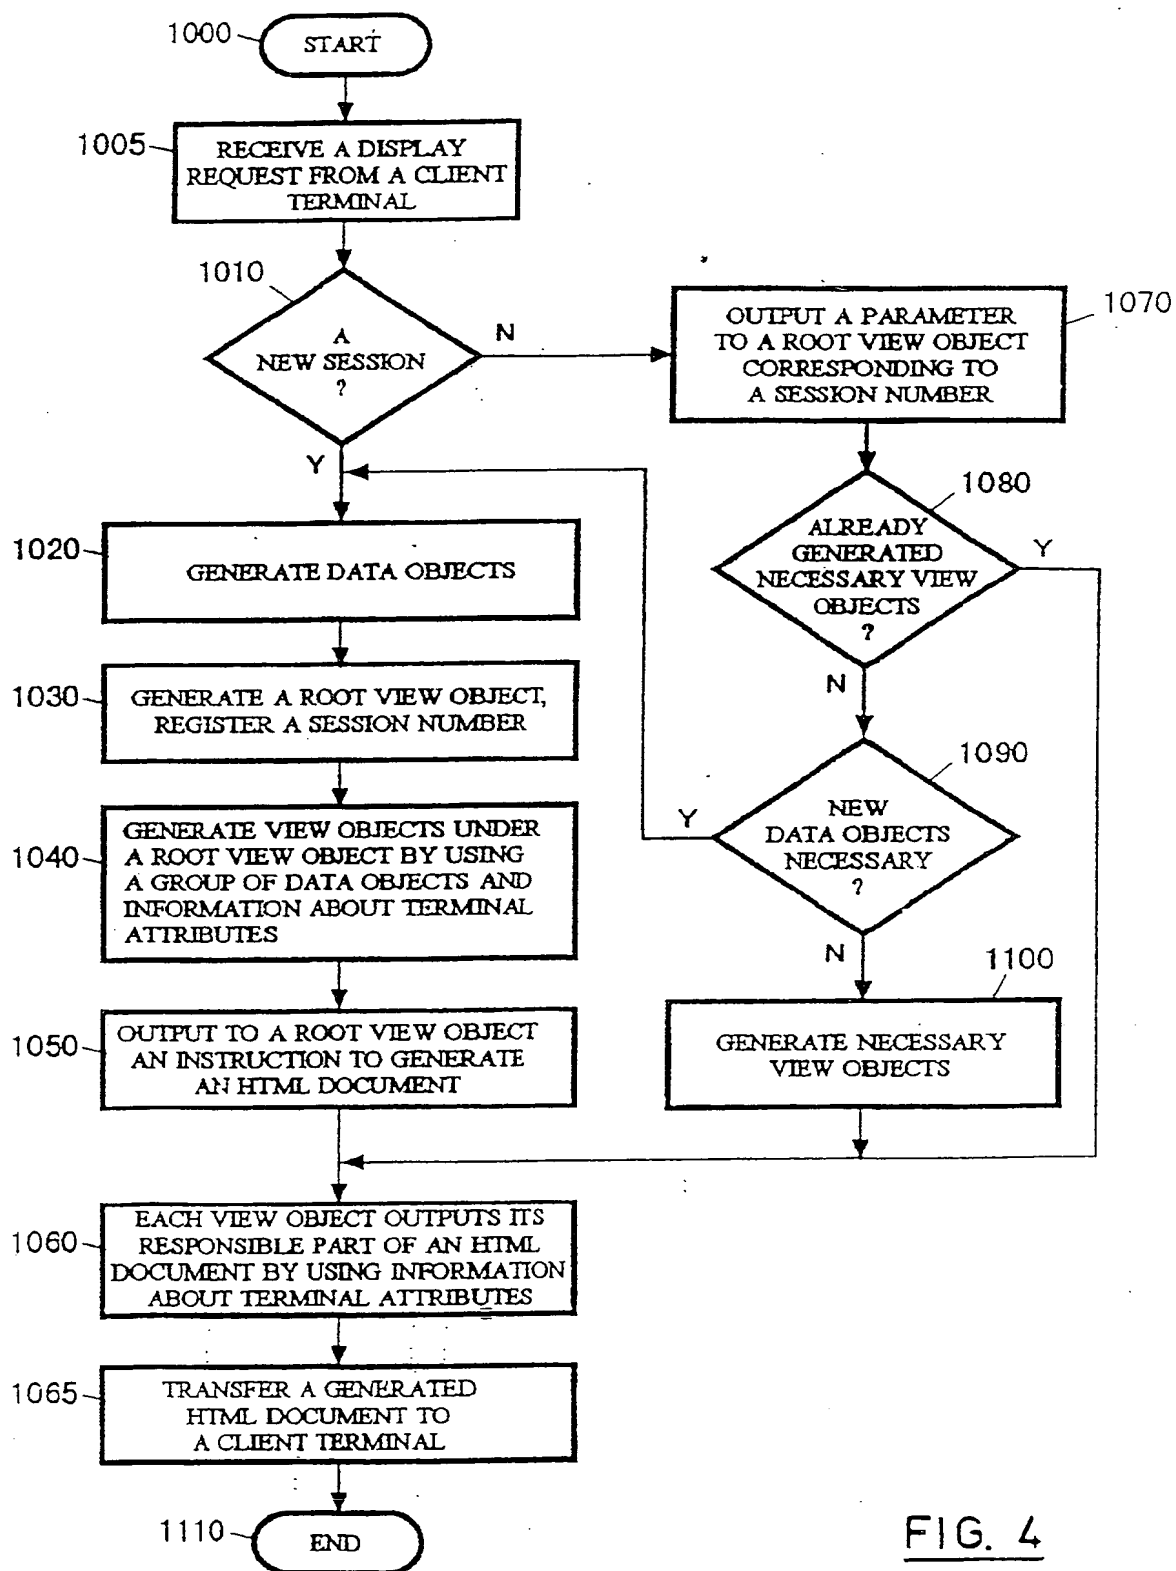 1000
START
1005
RECEIVE A DISPLAY
REQUEST FROM A CLIENT
TERMINAL
1010
A
NEW SESSION
?
N
Y
1070
OUTPUT A PARAMETER
TO A ROOT VIEW OBJECT
CORRESPONDING TO
A SESSION NUMBER
1080
ALREADY
GENERATED
NECESSARY VIEW
OBJECTS
?
Y
N
1020
GENERATE DATA OBJECTS
1030
GENERATE A ROOT VIEW OBJECT,
REGISTER A SESSION NUMBER
1090
NEW
DATA OBJECTS
NECESSARY
?
Y
N
1040
GENERATE VIEW OBJECTS UNDER
A ROOT VIEW OBJECT BY USING
A GROUP OF DATA OBJECTS AND
INFORMATION ABOUT TERMINAL
ATTRIBUTES
1100
GENERATE NECESSARY
VIEW OBJECTS
1050
OUTPUT TO A ROOT VIEW OBJECT
AN INSTRUCTION TO GENERATE
AN HTML DOCUMENT
1060
EACH VIEW OBJECT OUTPUTS ITS
RESPONSIBLE PART OF AN HTML
DOCUMENT BY USING INFORMATION
ABOUT TERMINAL ATTRIBUTES
1065
TRANSFER A GENERATED
HTML DOCUMENT TO
A CLIENT TERMINAL
1110
END
FIG. 4